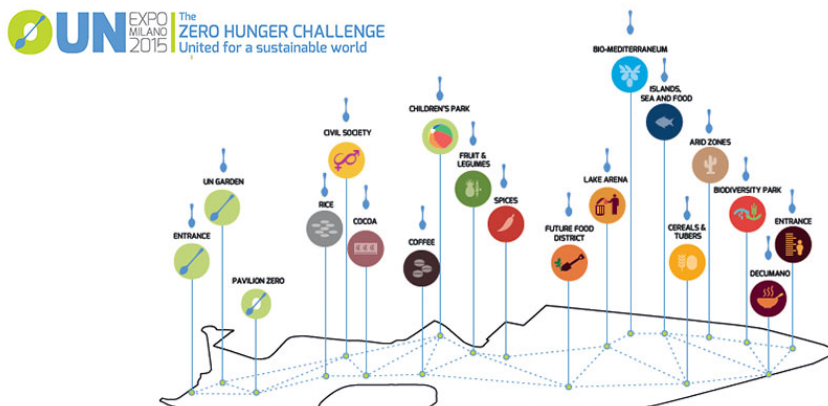 UN
EXPO
MILANO
2015
The
ZERO HUNGER CHALLENGE
United for a sustainable world
BIO-MEDITERRANEUM
ISLANDS,
SEA AND FOOD
CHILDREN'S PARK
CIVIL SOCIETY
ARID ZONES
FRUIT &
LEGUMES
UN GARDEN
LAKE ARENA
BIODIVERSITY PARK
RICE
SPICES
COCOA
ENTRANCE
COFFEE
FUTURE FOOD
DISTRICT
CEREALS &
TUBERS
ENTRANCE
PAVILION ZERO
DECUMANO